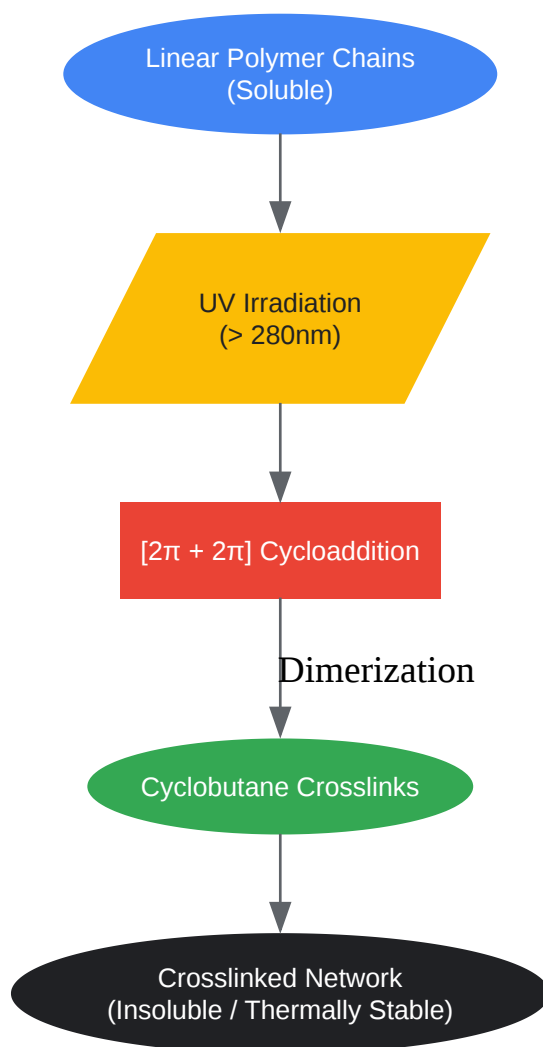 Linear Polymer Chains
(Soluble)
UV Irradiation
(> 280nm)
[2π + 2π] Cycloaddition
Dimerization
Cyclobutane Crosslinks
Crosslinked Network
(Insoluble / Thermally Stable)